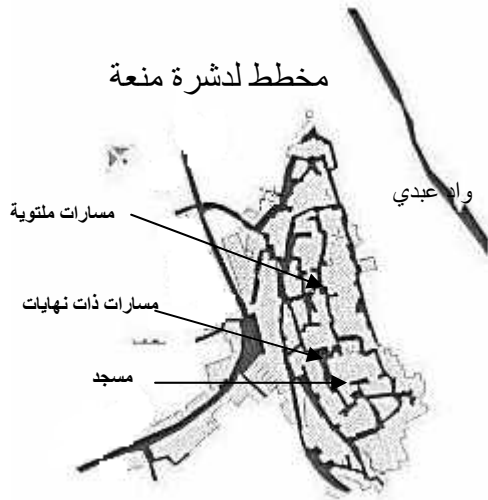 مخطط لدشرة منعة
واد عبدي
مسارات ملتوية
مسارات ذات نهايات
مسجد